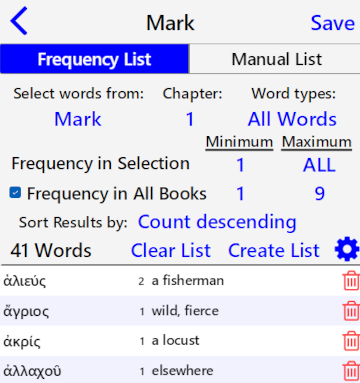 Mark Save
Frequency List Manual List
Select words from: Chapter: Word types:
Mark 1 All Words
Minimum Maximum
Frequency in Selection 1 ALL
Frequency in All Books 1 9
Sort Results by: Count descending
41 Words Clear List Create List
ἁλιεύς 2 a fisherman
ἄγριος 1 wild, fierce
ἀκρίς 1 a locust
ἀλλαχοῦ 1 elsewhere